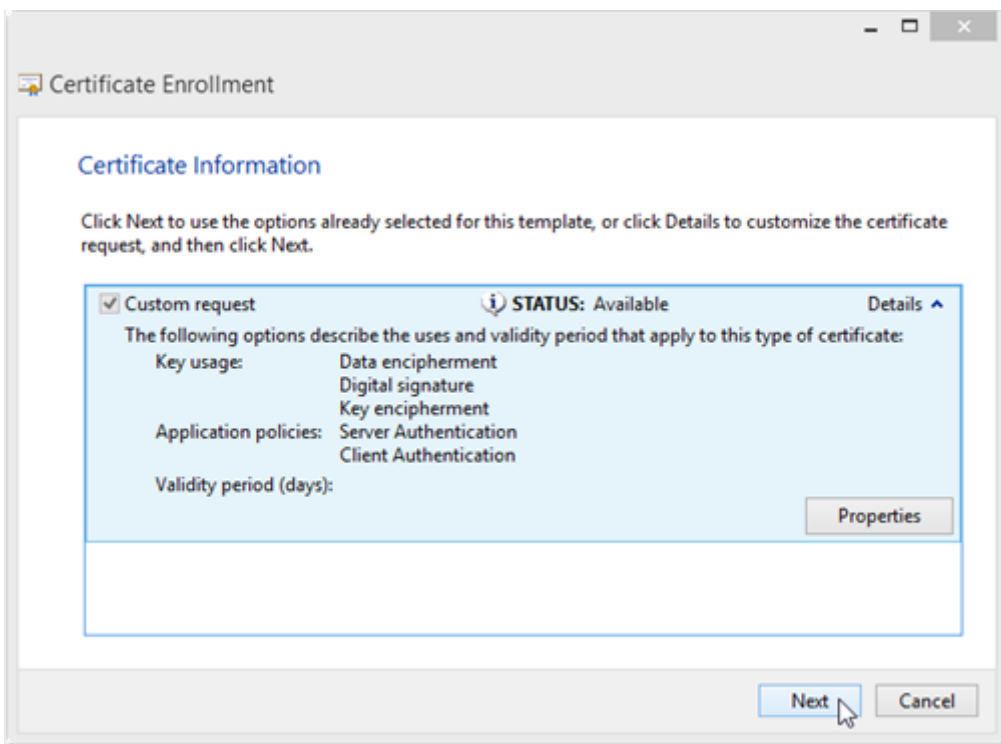 Certificate Enrollment
Certificate Information
Click Next to use the options already selected for this template, or click Details to customize the certificate
request, and then click Next.
Custom request STATUS: Available Details
The following options describe the uses and validity period that apply to this type of certificate:
Key usage: Data encipherment
Digital signature
Key encipherment
Application policies: Server Authentication
Client Authentication
Validity period (days):
Properties
Next Cancel